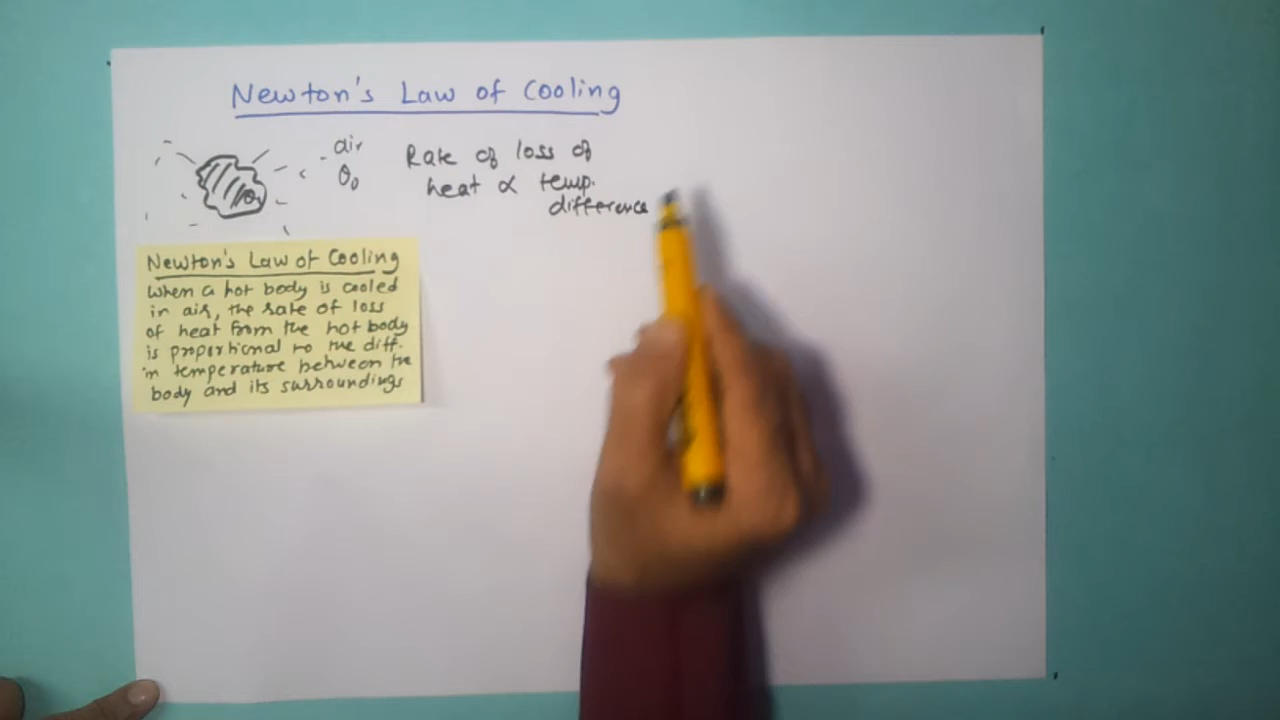 Newton's Law of Cooling
air
θ₀
Rate of loss of
heat ∝ temp.
difference
Newton's Law of Cooling
When a hot body is cooled
in air, the rate of loss
of heat from the hot body
is proportional to the diff.
in temperature between the
body and its surroundings